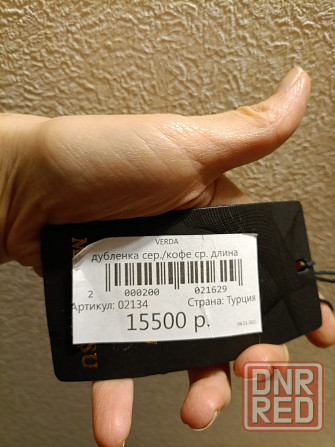 VERDA
дубленка сер./кофе ср. длина
2 000200 021629
Артикул: 02134 Страна: Турция
15500 р.
DNR
RED